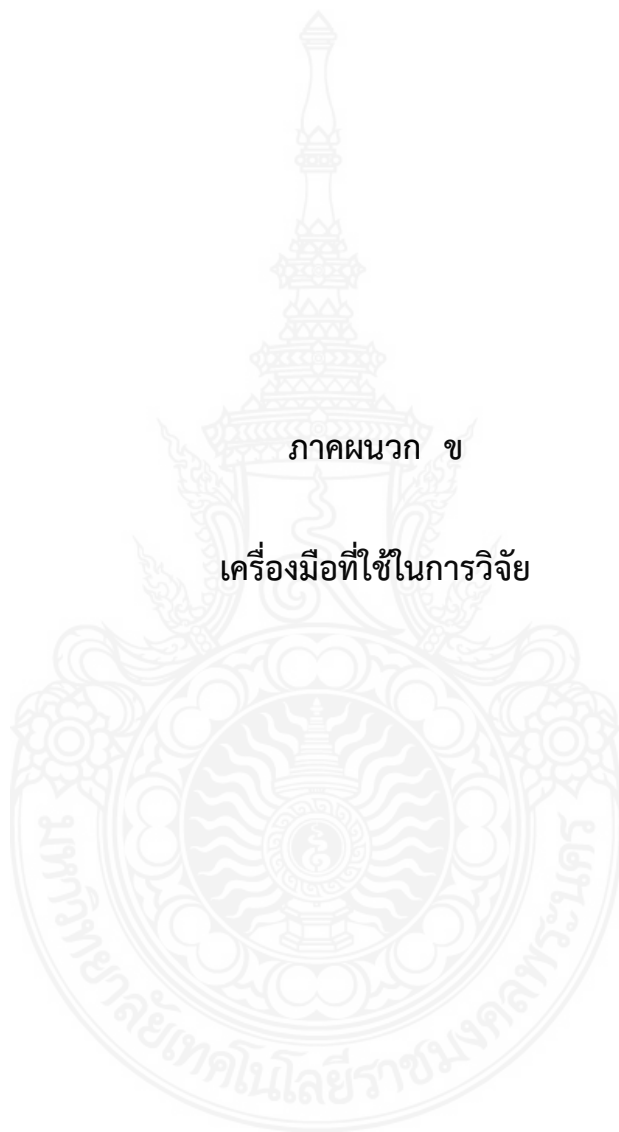 ภาคผนวก ข
เครื่องมือที่ใช้ในการวิจัย
มหาวิทยาลัยเทคโนโลยีราชมงคลพระนคร